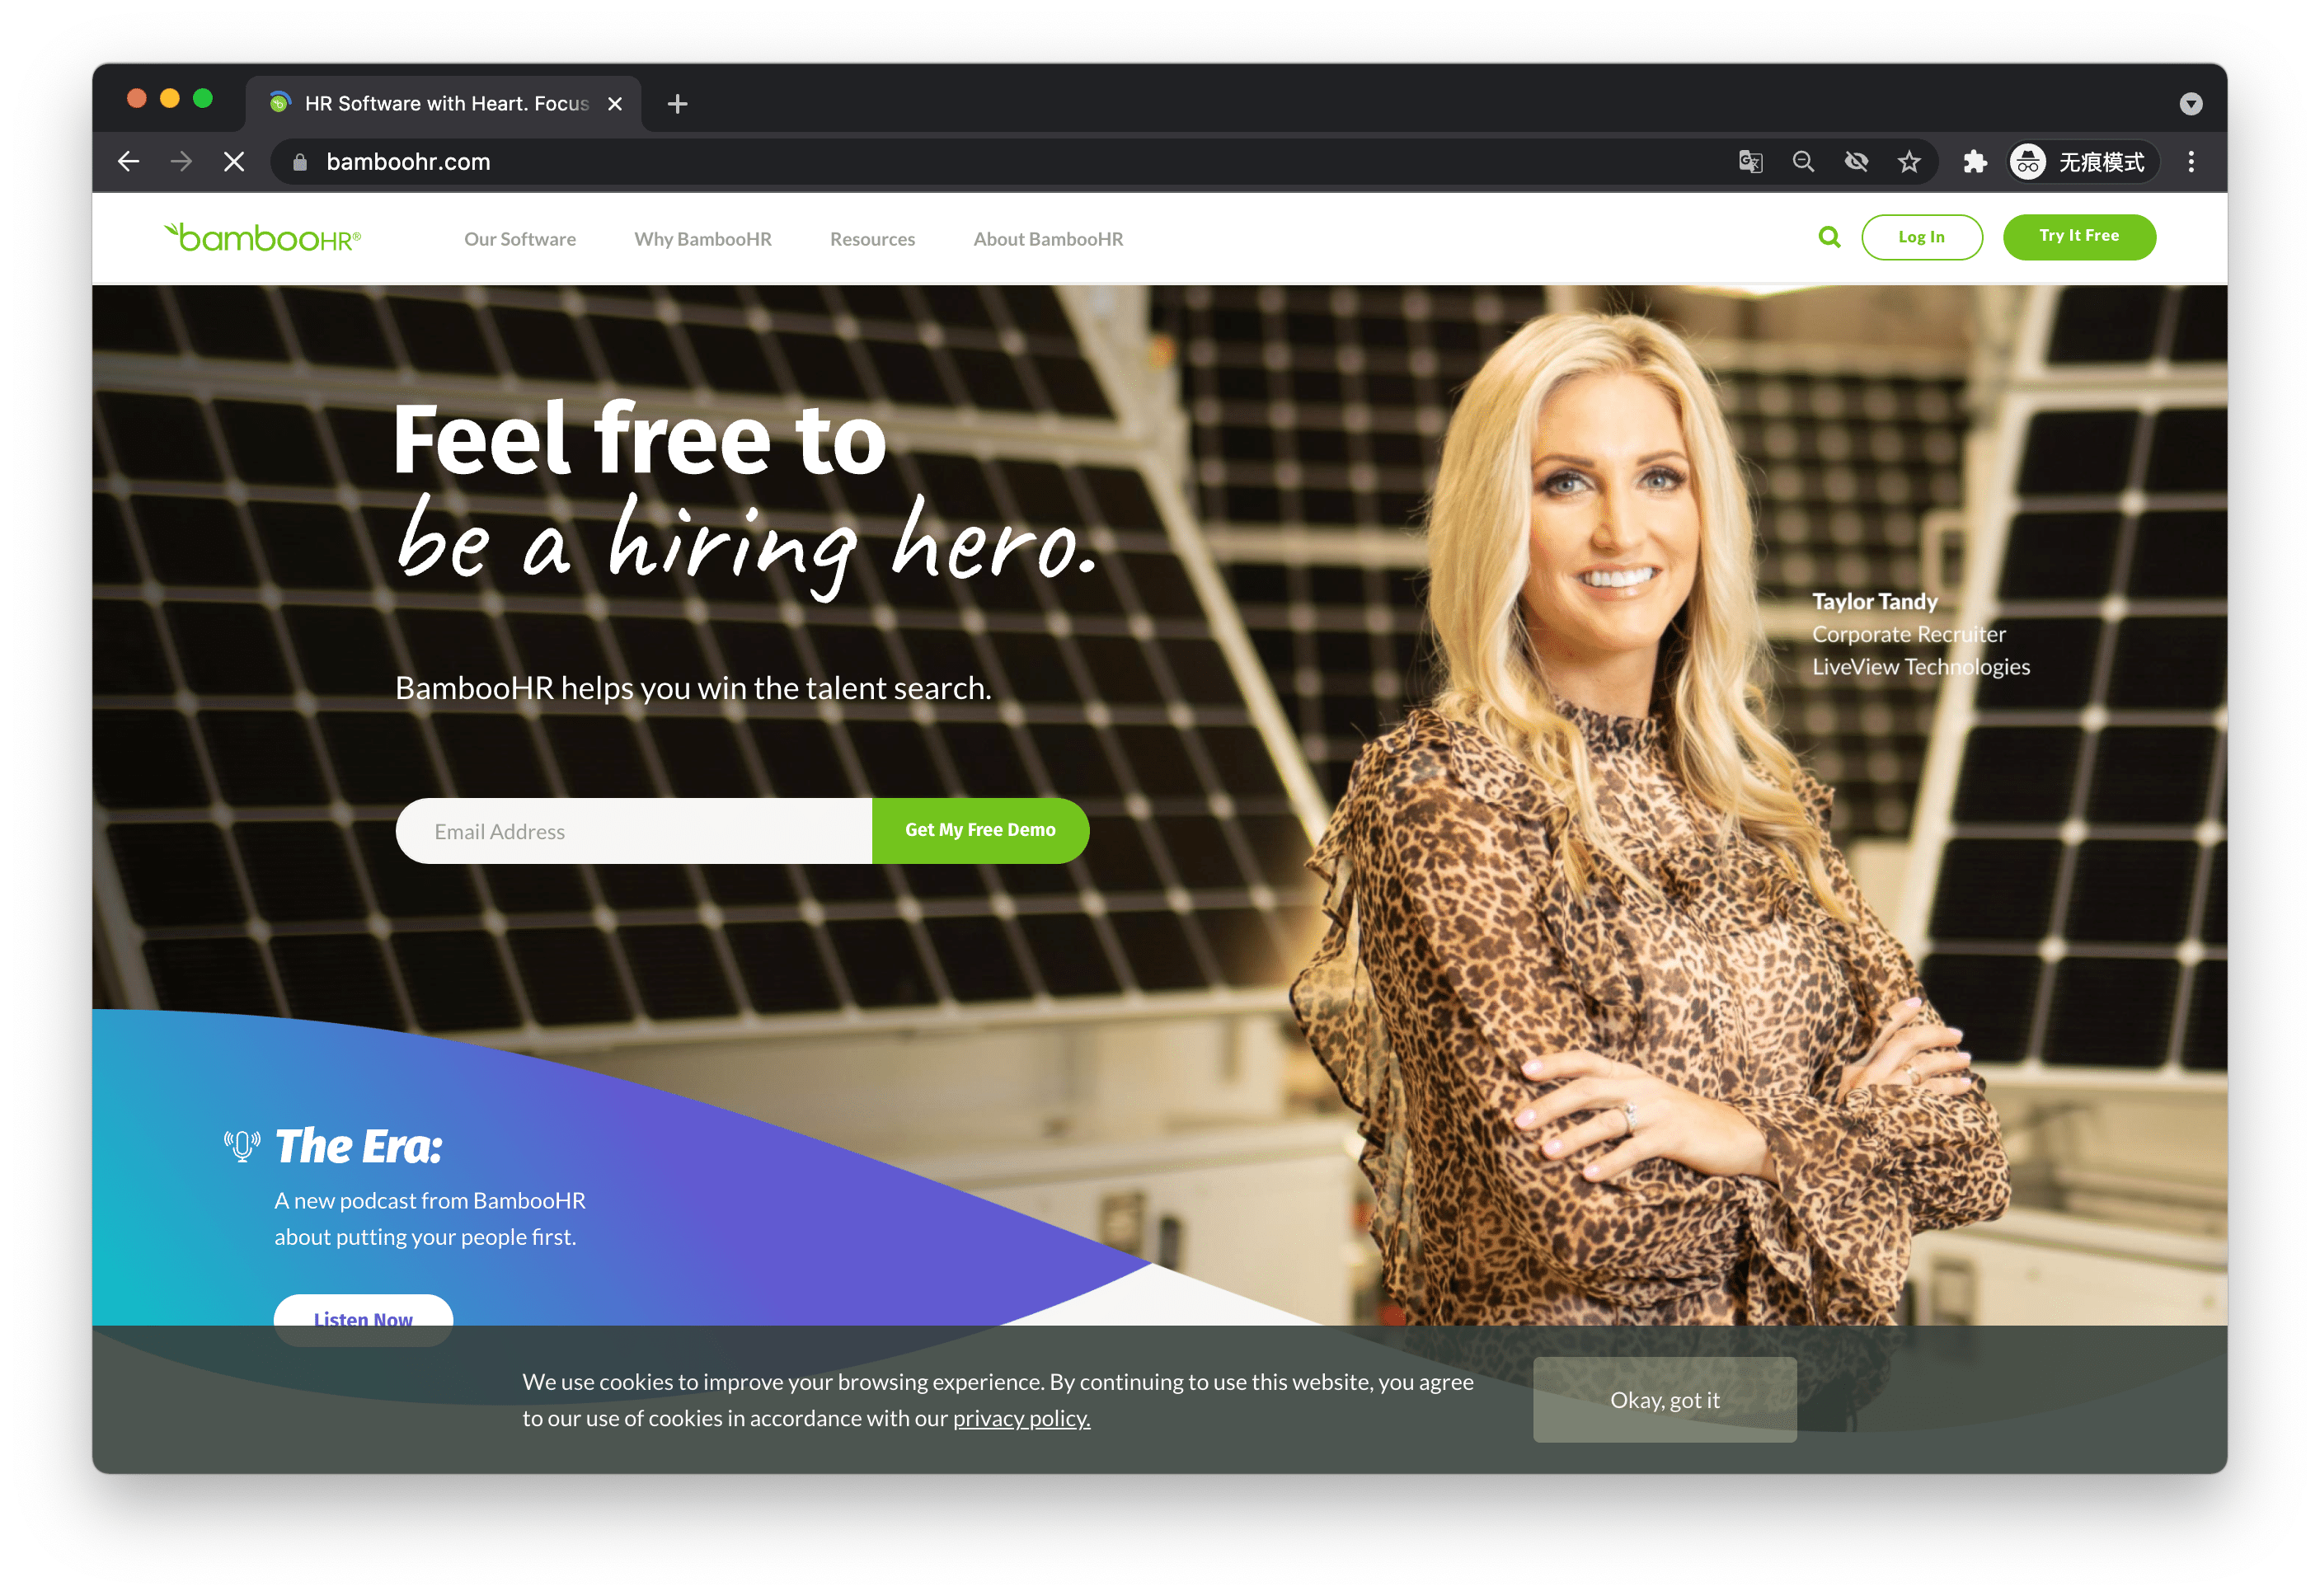 HR Software with Heart. Focus
bamboohr.com
无痕模式
bambooHR®
Our Software
Why BambooHR
Resources
About BambooHR
Log In
Try It Free
Feel free to
be a hiring hero.
Taylor Tandy
Corporate Recruiter
LiveView Technologies
BambooHR helps you win the talent search.
Email Address
Get My Free Demo
The Era:
A new podcast from BambooHR
about putting your people first.
Listen Now
We use cookies to improve your browsing experience. By continuing to use this website, you agree
to our use of cookies in accordance with our privacy policy.
Okay, got it